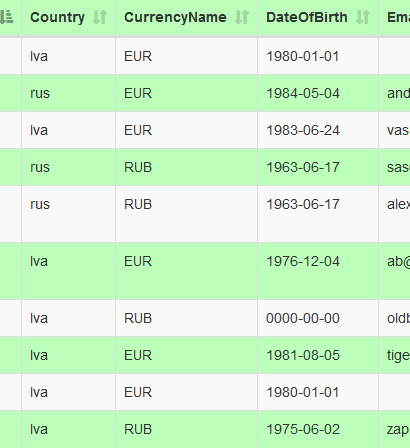 Country CurrencyName DateOfBirth Ema
lva EUR 1980-01-01
rus EUR 1984-05-04 and
lva EUR 1983-06-24 vas
rus RUB 1963-06-17 sas
rus RUB 1963-06-17 alex
lva EUR 1976-12-04 ab@
lva RUB 0000-00-00 oldb
lva EUR 1981-08-05 tige
lva EUR 1980-01-01
lva RUB 1975-06-02 zap